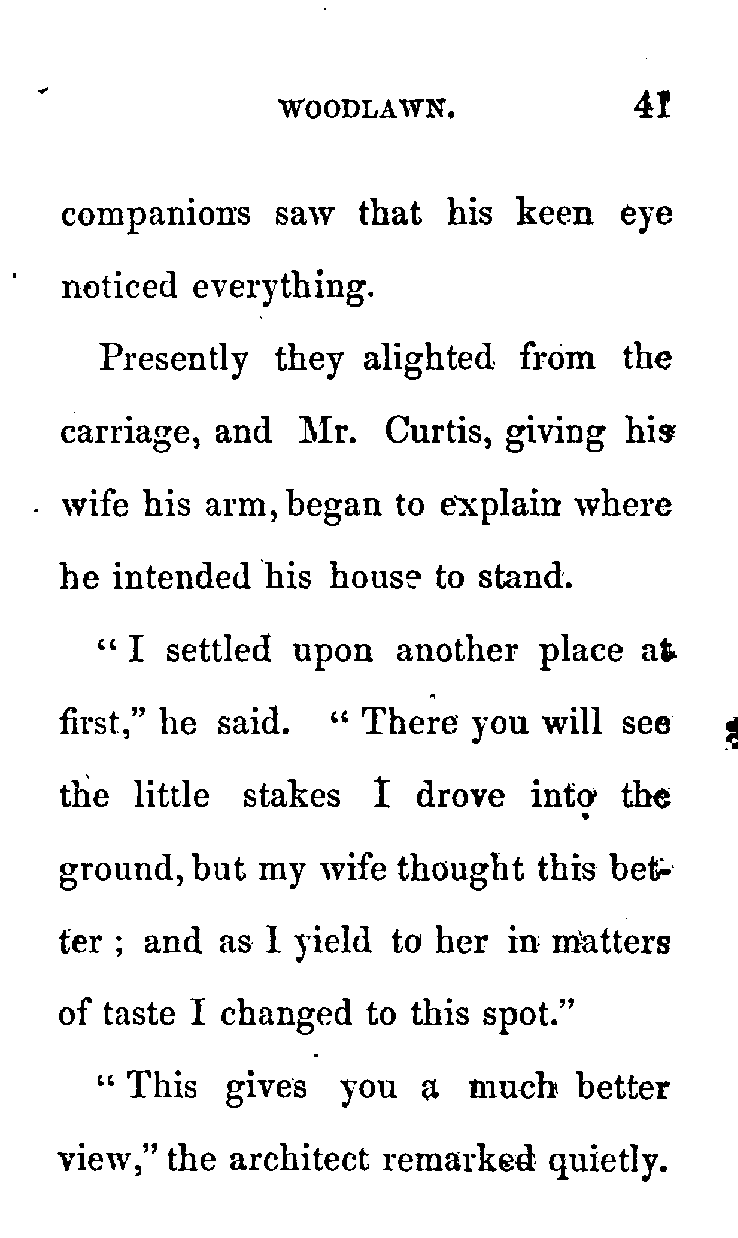 WOODLAWN. 41
companions saw that his keen eye
noticed everything.
Presently they alighted from the
carriage, and Mr. Curtis, giving his
wife his arm, began to explain where
he intended his house to stand.
“ I settled upon another place at
first,” he said. “ There you will see
the little stakes I drove into the
ground, but my wife thought this bet-
ter ; and as I yield to her in matters
of taste I changed to this spot.”
“ This gives you a much better
view,” the architect remarked quietly.